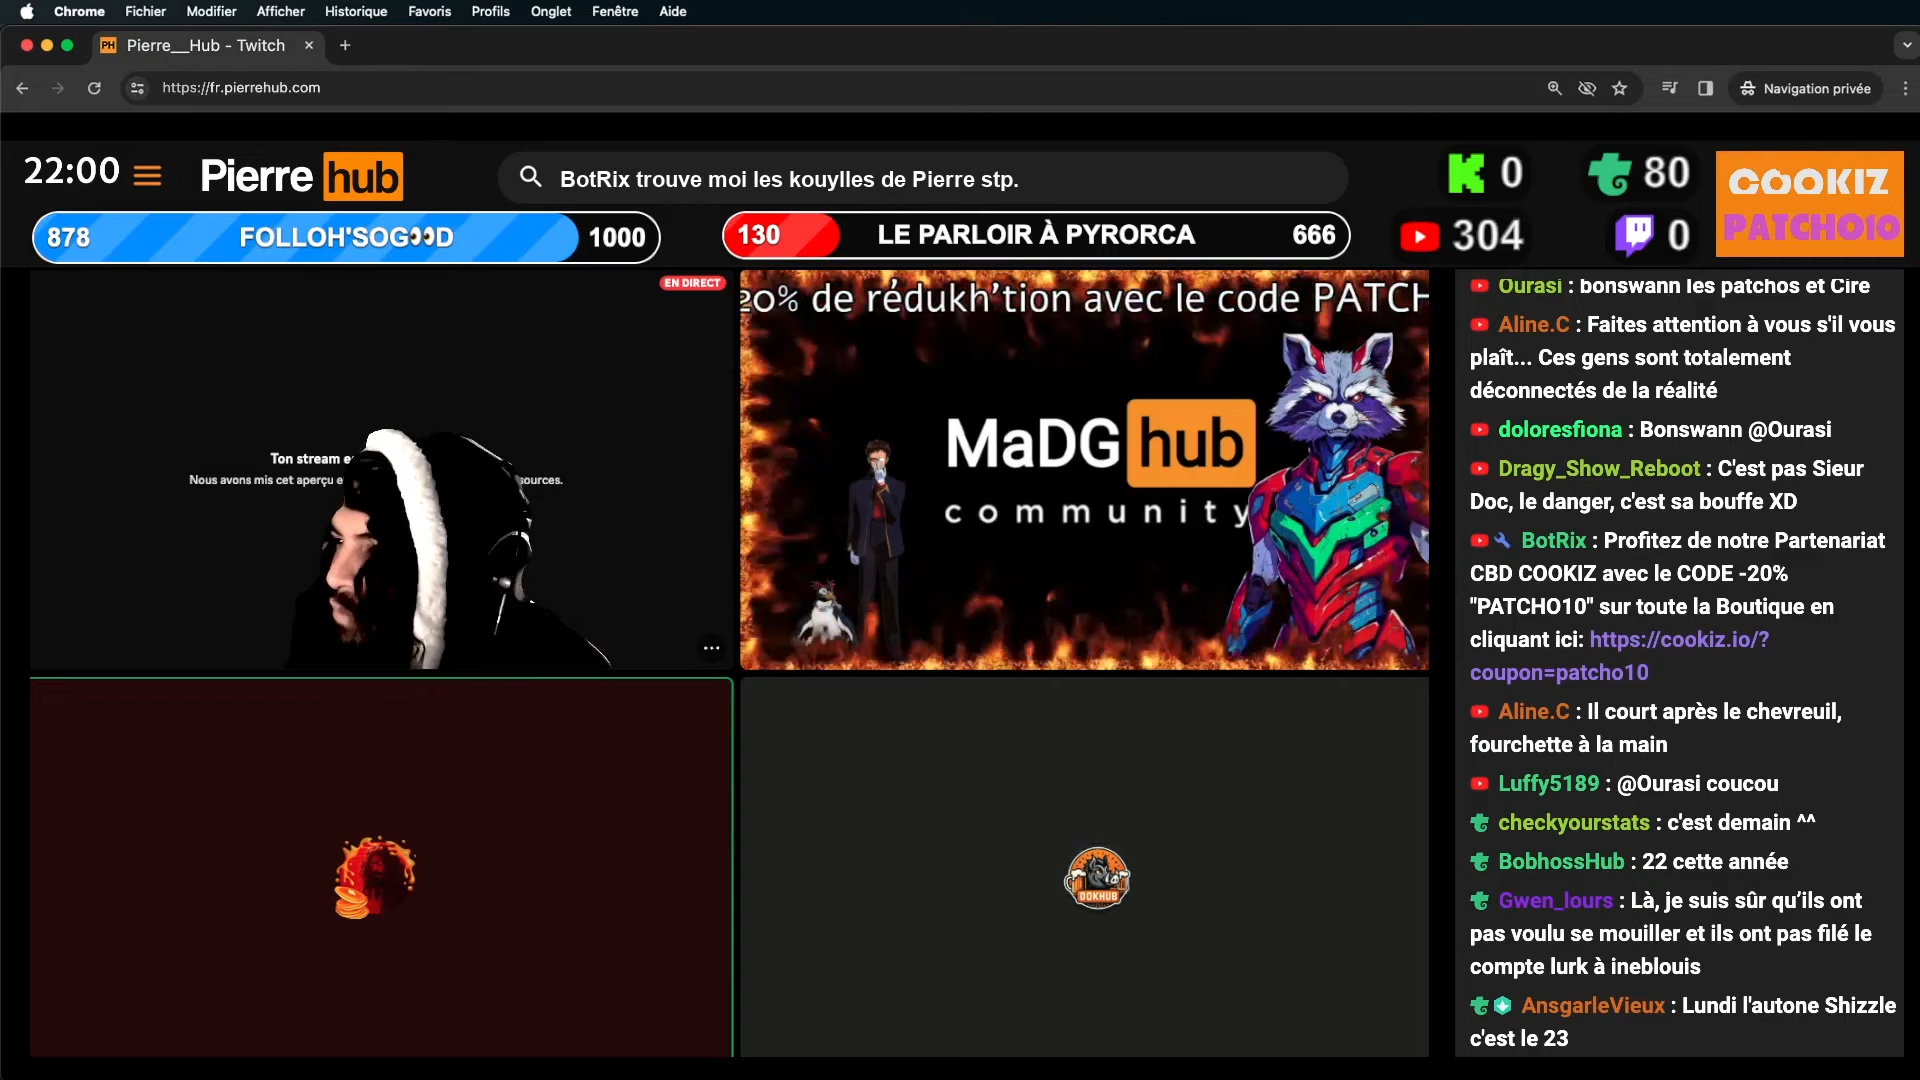 Chrome Fichier Modifier Afficher Historique Favoris Profils Onglet Fenêtre Aide
PH Pierre__Hub - Twitch
https://fr.pierrehub.com
Navigation privée
22:00
Pierre hub
BotRix trouve moi les kouylles de Pierre stp.
0
80
COOKIZ
PATCHO10
878 FOLLOH'SOG👀D 1000
130 LE PARLOIR À PYRORCA 666
304
0
EN DIRECT
Ton stream e
Nous avons mis cet aperçu e
sources.
20% de rédukh'tion avec le code PATCH
MaDG hub
community
DOKHUB
Ourasi : bonswann les patchos et Cire
Aline.C : Faites attention à vous s'il vous
plaît... Ces gens sont totalement
déconnectés de la réalité
doloresfiona : Bonswann @Ourasi
Dragy_Show_Reboot : C'est pas Sieur
Doc, le danger, c'est sa bouffe XD
BotRix : Profitez de notre Partenariat
CBD COOKIZ avec le CODE -20%
"PATCHO10" sur toute la Boutique en
cliquant ici: https://cookiz.io/?
coupon=patcho10
Aline.C : Il court après le chevreuil,
fourchette à la main
Luffy5189 : @Ourasi coucou
checkyourstats : c'est demain ^^
BobhossHub : 22 cette année
Gwen_lours : Là, je suis sûr qu’ils ont
pas voulu se mouiller et ils ont pas filé le
compte lurk à ineblouis
AnsgarleVieux : Lundi l'autone Shizzle
c'est le 23